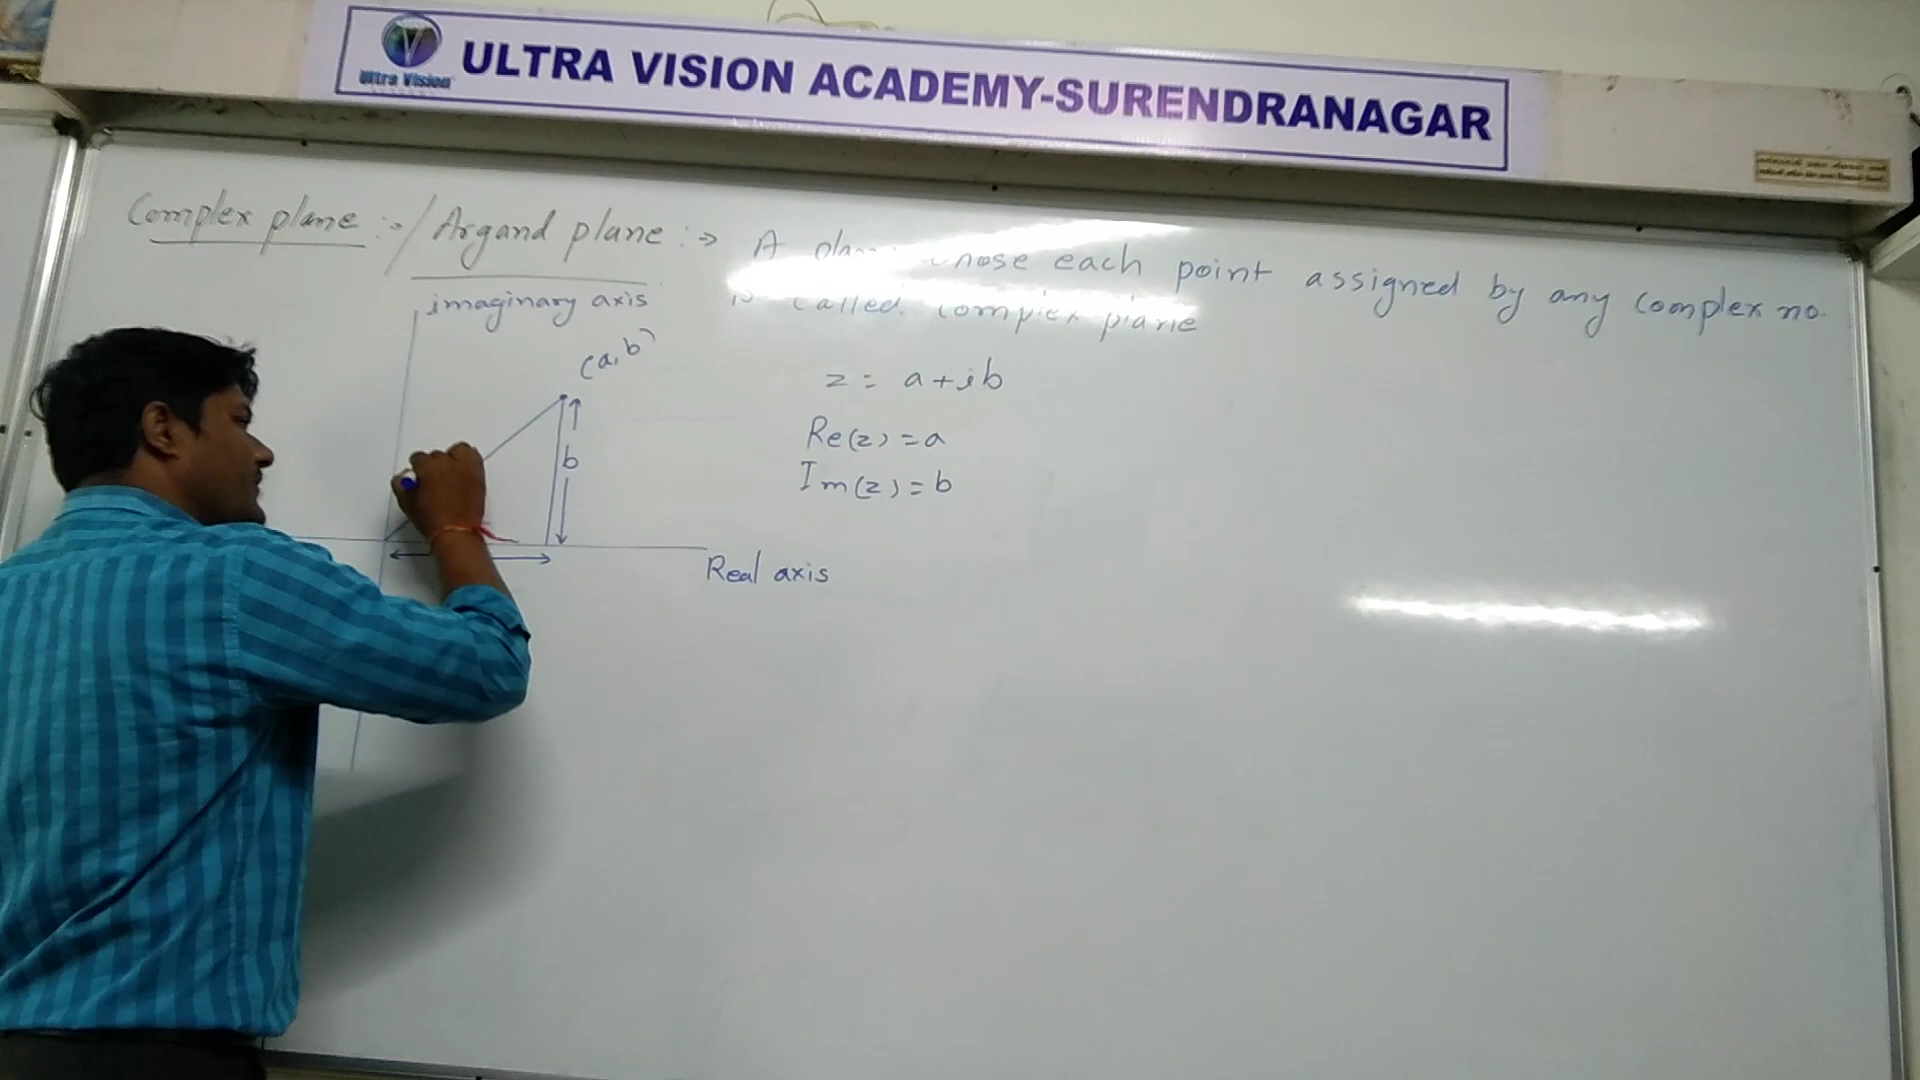 Ultra Vision
ULTRA VISION ACADEMY-SURENDRANAGAR
Complex plane :- / Argand plane :→ A whose each point assigned by any complex no.
is called complex plane
imaginary axis
(a, b)
b
Real axis
z = a + ib
Re(z) = a
Im(z) = b